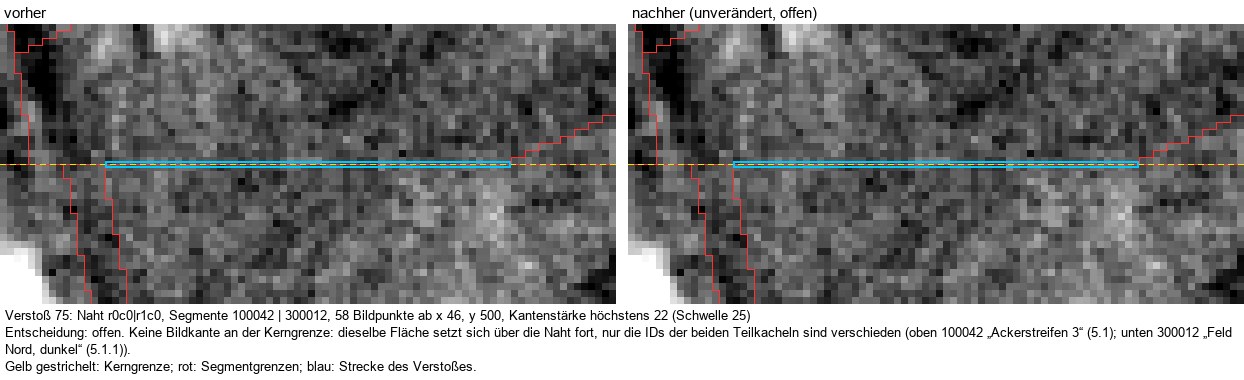 vorher
nachher (unverändert, offen)
Verstoß 75: Naht r0c0|r1c0, Segmente 100042 | 300012, 58 Bildpunkte ab x 46, y 500, Kantenstärke höchstens 22 (Schwelle 25)
Entscheidung: offen. Keine Bildkante an der Kerngrenze: dieselbe Fläche setzt sich über die Naht fort, nur die IDs der beiden Teilkacheln sind verschieden (oben 100042 „Ackerstreifen 3“ (5.1); unten 300012 „Feld
Nord, dunkel“ (5.1.1)).
Gelb gestrichelt: Kerngrenze; rot: Segmentgrenzen; blau: Strecke des Verstoßes.